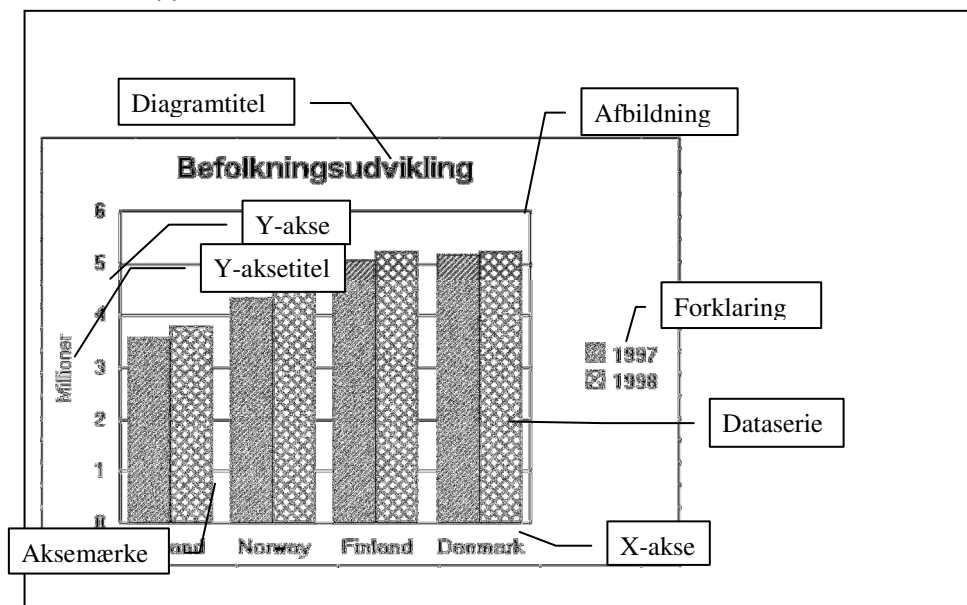 Diagramtitel
Afbildning
Befolkningsudvikling
6
Y-akse
5
Y-aksetitel
4
Forklaring
Millioner
3
1997
1998
2
Dataserie
1
0
Aksemærke
Norway Finland Denmark
X-akse